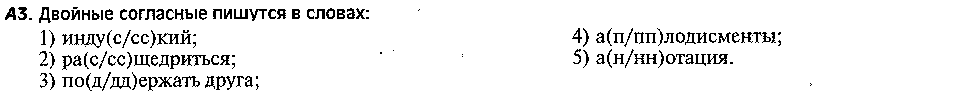 А3. Двойные согласные пишутся в словах:
1) инду(с/сс)кий;
2) ра(с/сс)щедриться;
3) по(д/дд)ержать друга;
4) а(п/пп)лодисменты;
5) а(н/нн)отация.